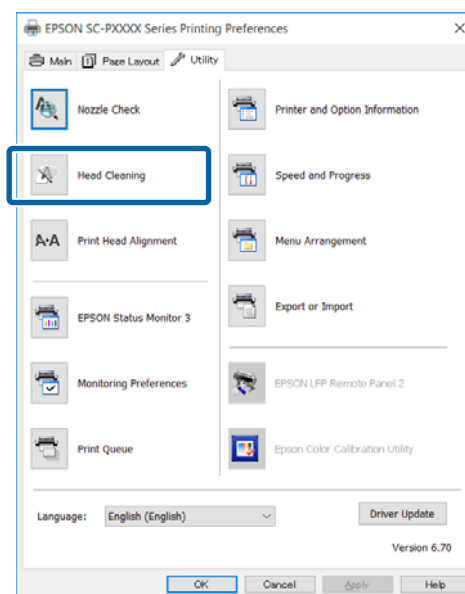 EPSON SC-PXXXX Series Printing Preferences
Main Page Layout Utility
Nozzle Check
Head Cleaning
A·A Print Head Alignment
EPSON Status Monitor 3
Monitoring Preferences
Print Queue
Printer and Option Information
Speed and Progress
Menu Arrangement
Export or Import
EPSON LFP Remote Panel 2
Epson Color Calibration Utility
Language: English (English)
Driver Update
Version 6.70
OK Cancel Apply Help